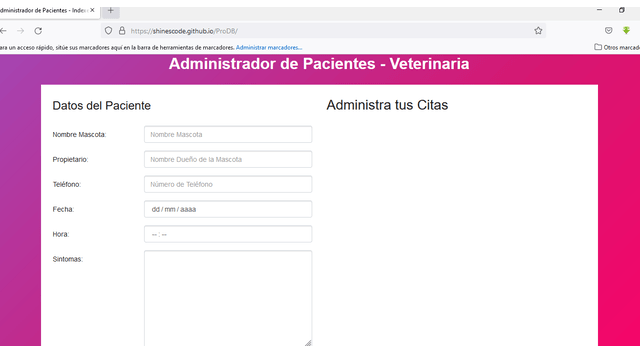 dministrador de Pacientes - Index
https://shinescode.github.io/ProDB/
ara un acceso rápido, sitúe sus marcadores aquí en la barra de herramientas de marcadores. Administrar marcadores...
Otros marcado
Administrador de Pacientes - Veterinaria
Datos del Paciente
Administra tus Citas
Nombre Mascota:
Nombre Mascota
Propietario:
Nombre Dueño de la Mascota
Teléfono:
Número de Teléfono
Fecha:
dd / mm / aaaa
Hora:
-- : --
Sintomas: